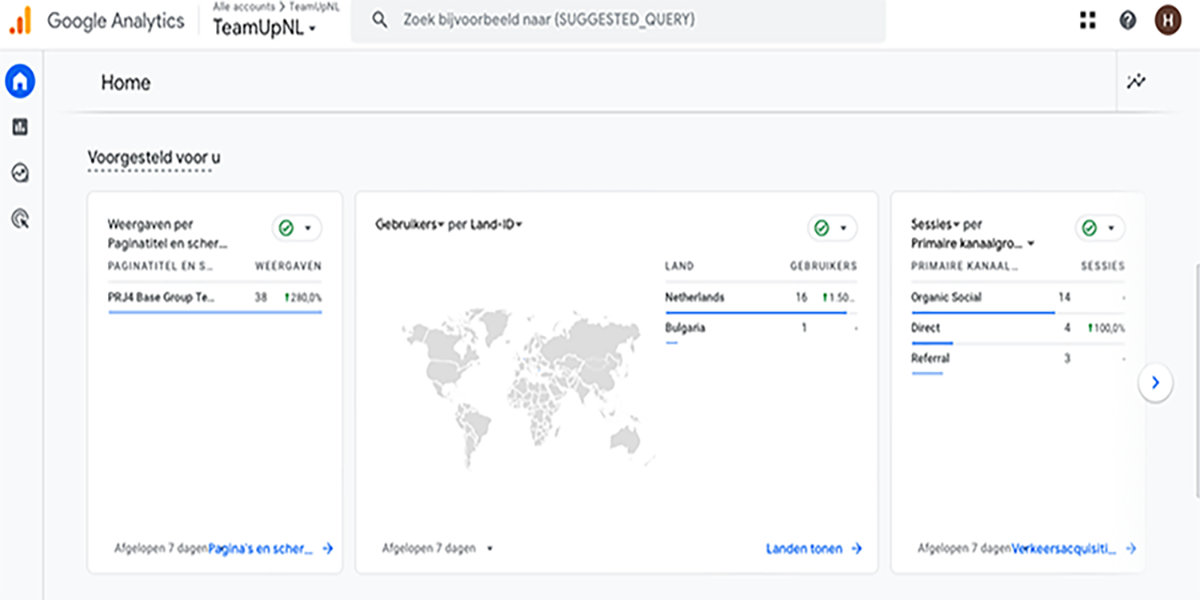 Google Analytics
Alle accounts > TeamUpNL
TeamUpNL
Zoek bijvoorbeeld naar (SUGGESTED_QUERY)
H
Home
Voorgesteld voor u
Weergaven per
Paginatitel en scher...
PAGINATITEL EN S... WEERGAVEN
PRJ4 Base Group Te... 38 280,0%
Afgelopen 7 dagen Pagina's en scher...
Gebruikers per Land-ID
LAND GEBRUIKERS
Netherlands 16 1.50...
Bulgaria 1 -
Afgelopen 7 dagen
Landen tonen
Sessies per
Primaire kanaalgro...
PRIMAIRE KANAAL... SESSIES
Organic Social 14 -
Direct 4 100,0%
Referral 3 -
Afgelopen 7 dagen Verkeersacquisiti...